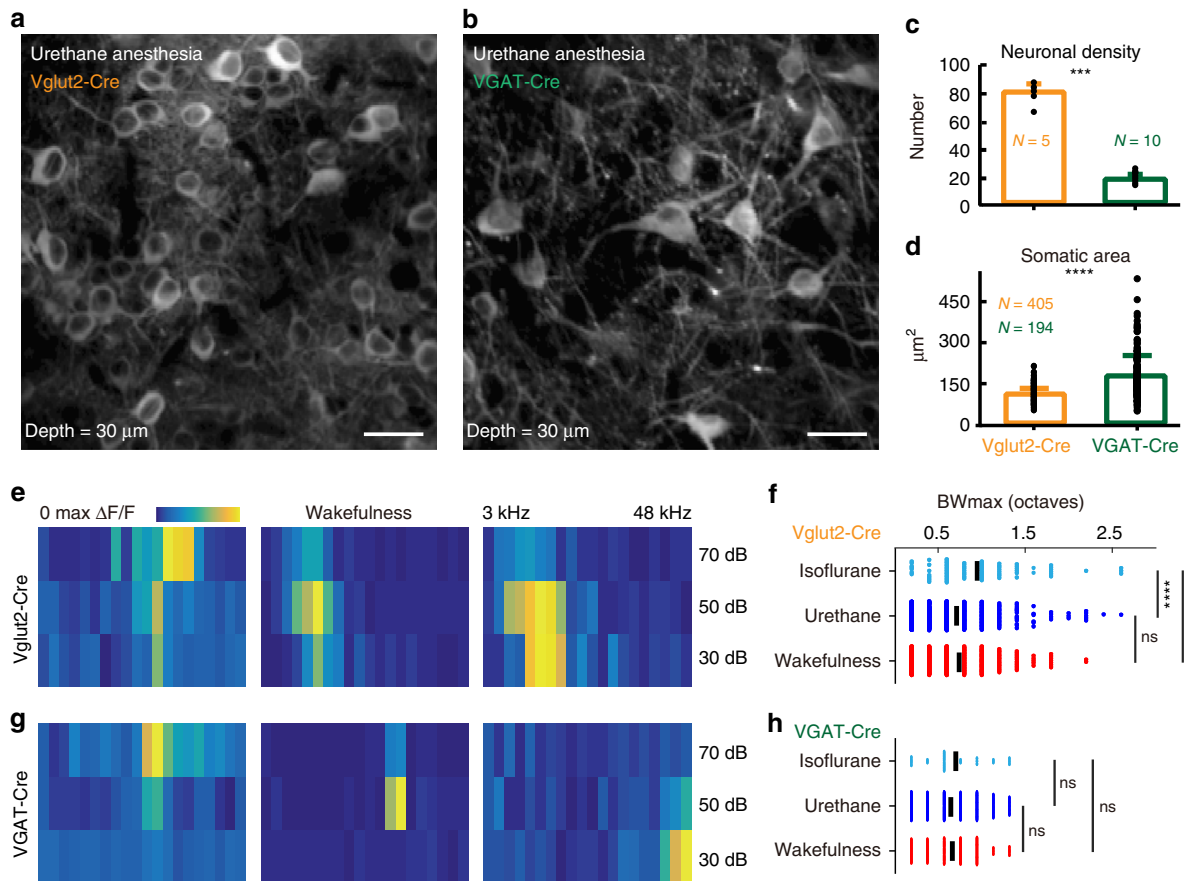 a
Urethane anesthesia
Vglut2-Cre
Depth = 30 μm
b
Urethane anesthesia
VGAT-Cre
Depth = 30 μm
c
Neuronal density
***
Number
100
80
60
40
20
0
N = 5
N = 10
d
Somatic area
****
μm²
450
300
150
0
N = 405
N = 194
Vglut2-Cre
VGAT-Cre
e
0 max ΔF/F
Wakefulness
3 kHz
48 kHz
Vglut2-Cre
70 dB
50 dB
30 dB
f
BWmax (octaves)
Vglut2-Cre
0.5
1.5
2.5
Isoflurane
Urethane
Wakefulness
****
ns
g
VGAT-Cre
70 dB
50 dB
30 dB
h
VGAT-Cre
Isoflurane
Urethane
Wakefulness
ns
ns
ns